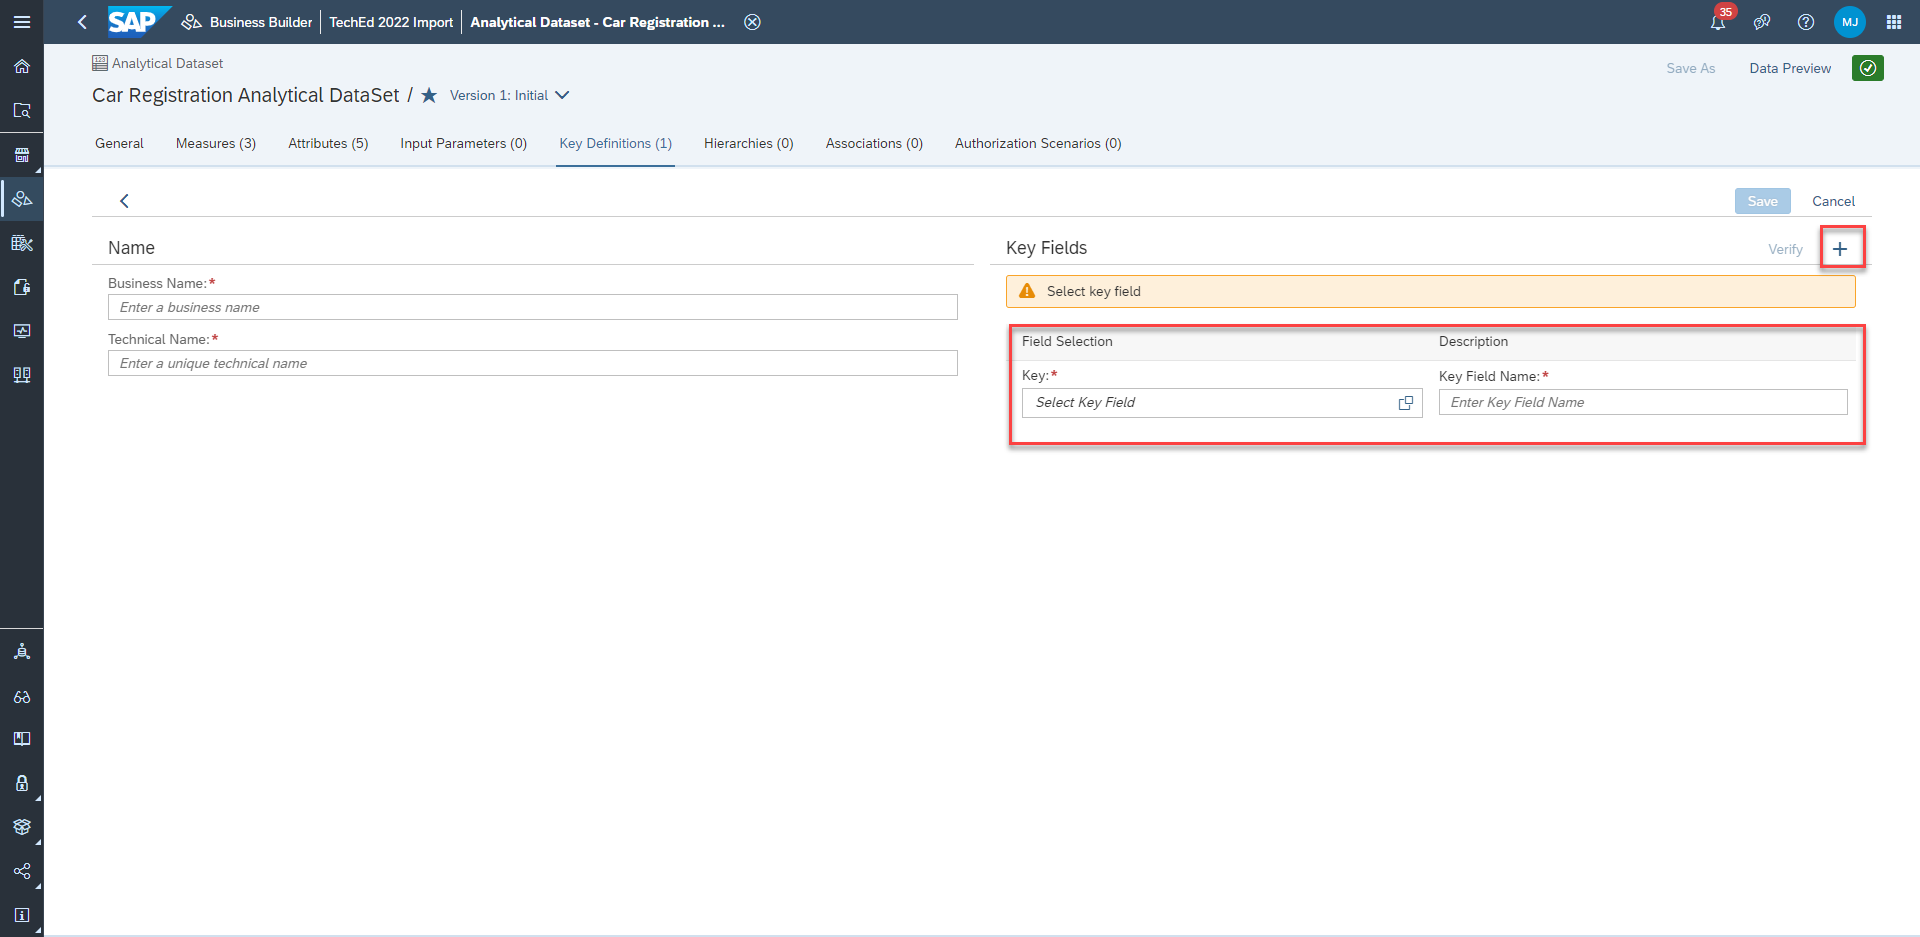 SAP Business Builder TechEd 2022 Import Analytical Dataset - Car Registration ... 35 MJ
123 Analytical Dataset
Save As Data Preview
Car Registration Analytical DataSet / ★ Version 1: Initial
General Measures (3) Attributes (5) Input Parameters (0) Key Definitions (1) Hierarchies (0) Associations (0) Authorization Scenarios (0)
Save Cancel
Name
Business Name:*
Enter a business name
Technical Name:*
Enter a unique technical name
Key Fields Verify +
Select key field
Field Selection Description
Key:* Key Field Name:*
Select Key Field Enter Key Field Name